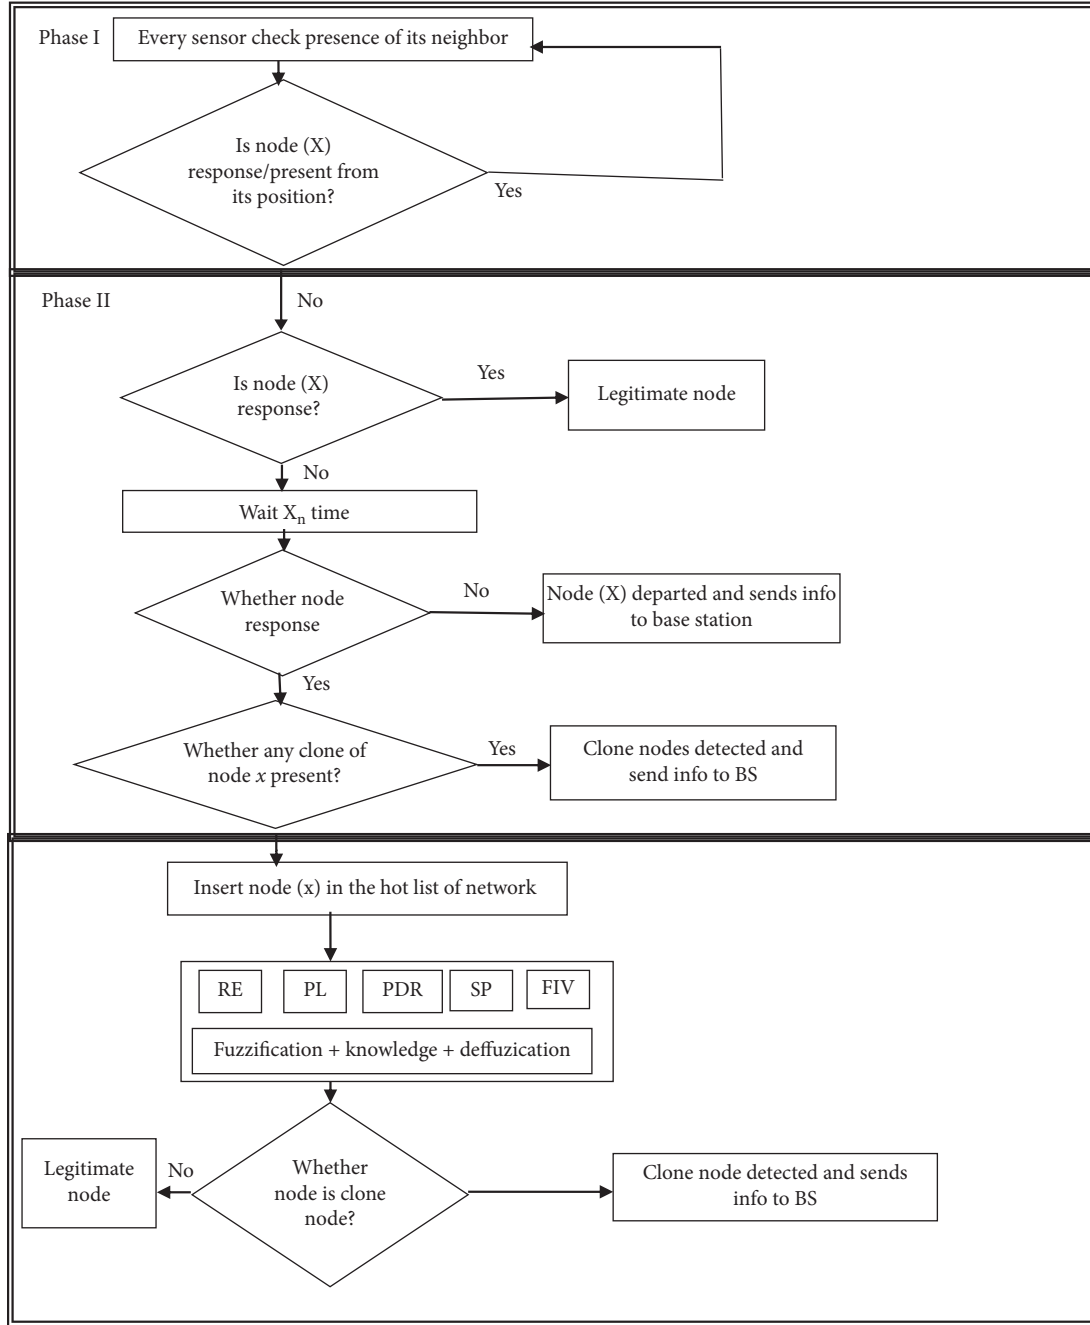 Phase I
Every sensor check presence of its neighbor
Is node (X)
response/present from
its position?
Yes
No
Phase II
Is node (X)
response?
Yes
Legitimate node
No
Wait Xn time
Whether node
response
No
Node (X) departed and sends info
to base station
Yes
Whether any clone of
node x present?
Yes
Clone nodes detected and
send info to BS
Insert node (x) in the hot list of network
RE
PL
PDR
SP
FIV
Fuzzification + knowledge + deffuzication
Legitimate
node
No
Whether
node is clone
node?
Clone node detected and sends
info to BS